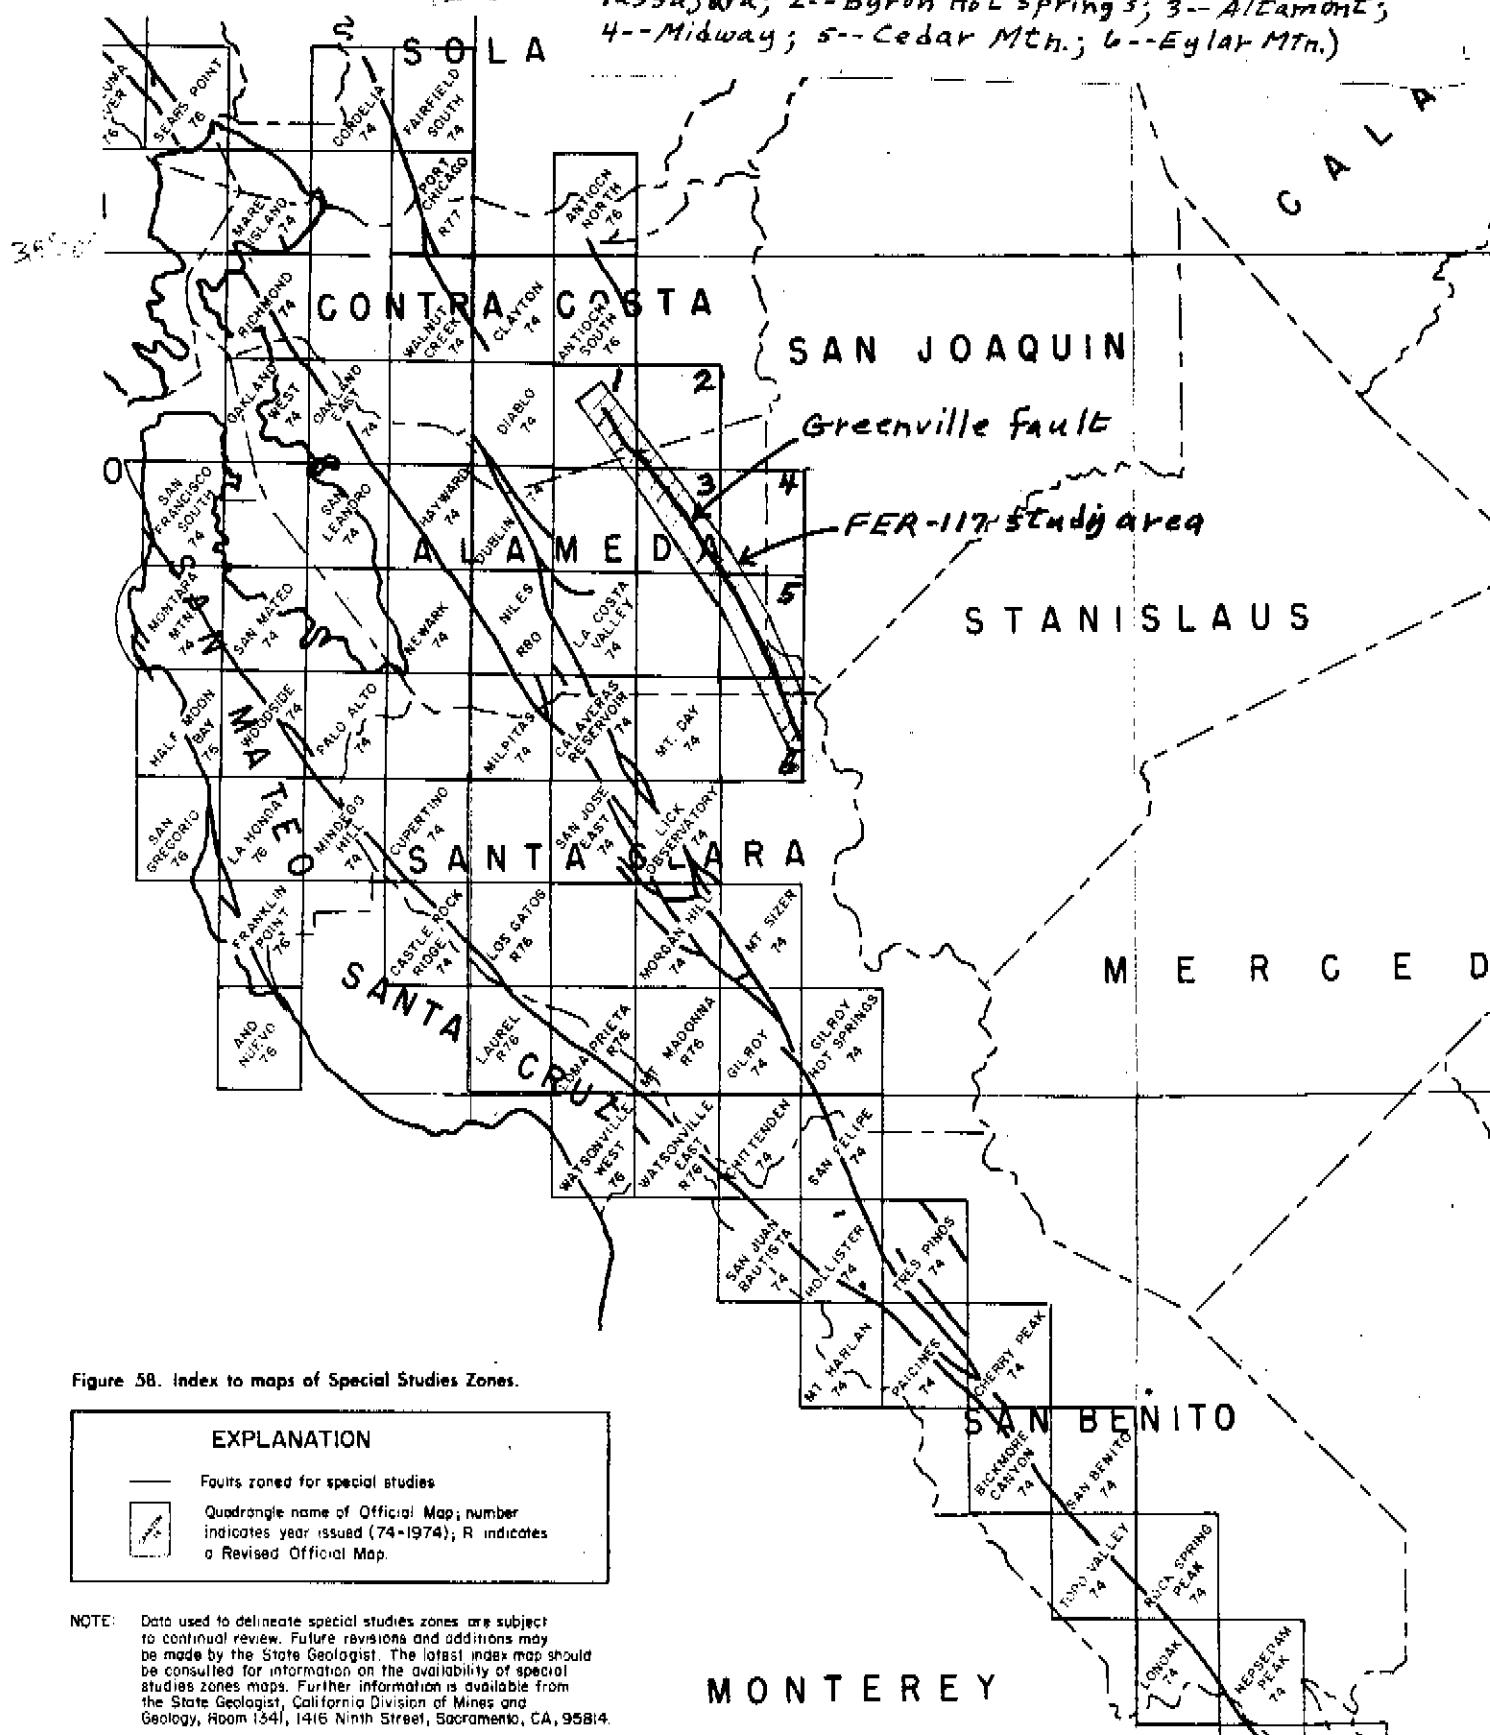 2--Byron Hot Springs; 3--Altamont;
4--Midway; 5--Cedar Mtn.; 6--Eylar Mtn.)
SOLA
CALA
SEARS POINT
76
CORDELIA
74
FAIRFIELD
SOUTH
74
MARE
ISLAND
74
PORT
CHICAGO
R77
ANTIOCH
NORTH
76
RICHMOND
74
CONTRA COSTA
WALNUT
CREEK
74
CLAYTON
74
ANTIOCH
SOUTH
76
SAN JOAQUIN
OAKLAND
WEST
74
OAKLAND
EAST
74
DIABLO
74
1
2
Greenville fault
SAN
FRANCISCO
SOUTH
74
SAN
LEANDRO
74
HAYWARD
74
DUBLIN
74
3
4
FER-117 study area
ALAMEDA
MONTARA
MTN
74
SAN MATEO
74
NEWARK
74
NILES
R80
LA COSTA
VALLEY
74
5
STANISLAUS
SAN MATEO
HALF MOON
BAY
76
WOODSIDE
74
PALO ALTO
74
MILPITAS
74
CALAVERAS
RESERVOIR
74
MT. DAY
74
6
SAN
GREGORIO
76
LA HONDA
76
MINDEGO
HILL
74
CUPERTINO
74
SAN JOSE
EAST
74
LICK
OBSERVATORY
74
SANTA CLARA
FRANKLIN
POINT
76
CASTLE ROCK
RIDGE
74
LOS GATOS
R76
MORGAN HILL
74
MT SIZER
74
MERCED
SANTA CRUZ
ANO
NUEVO
76
LAUREL
R76
LOMA PRIETA
R76
MT MADONNA
R76
GILROY
74
GILROY
HOT SPRINGS
74
WATSONVILLE
WEST
76
WATSONVILLE
EAST
R76
CHITTENDEN
74
SAN FELIPE
74
SAN JUAN
BAUTISTA
74
HOLLISTER
74
TRES PINOS
74
MT HARLAN
74
PAICINES
74
CHERRY PEAK
74
SAN BENITO
BICKMORE
CANYON
74
SAN BENITO
74
TOPO VALLEY
74
ROCK SPRING
PEAK
74
LONOAK
74
HEPSEDAM
PEAK
74
MONTEREY
Figure 5B. Index to maps of Special Studies Zones.
EXPLANATION
Faults zoned for special studies
Quadrangle name of Official Map; number
indicates year issued (74-1974); R indicates
a Revised Official Map.
NOTE: Data used to delineate special studies zones are subject
to continual review. Future revisions and additions may
be made by the State Geologist. The latest index map should
be consulted for information on the availability of special
studies zones maps. Further information is available from
the State Geologist, California Division of Mines and
Geology, Room 1341, 1416 Ninth Street, Sacramento, CA, 95814.